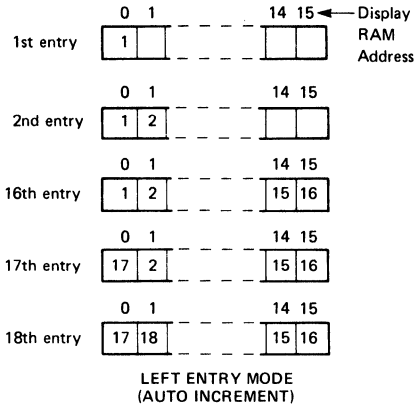 0 1 14 15 Display
RAM
Address
1st entry 1
0 1 14 15
2nd entry 1 2
0 1 14 15
16th entry 1 2 15 16
0 1 14 15
17th entry 17 2 15 16
0 1 14 15
18th entry 17 18 15 16
LEFT ENTRY MODE
(AUTO INCREMENT)